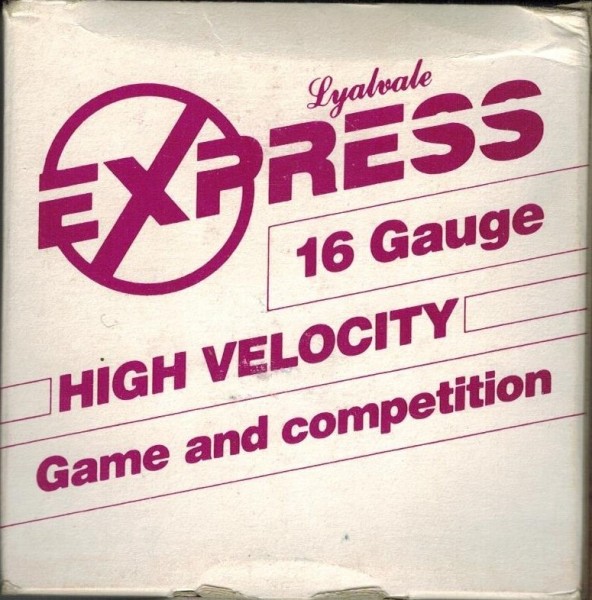 Lyalvale
EXPRESS
16 Gauge
HIGH VELOCITY
Game and competition